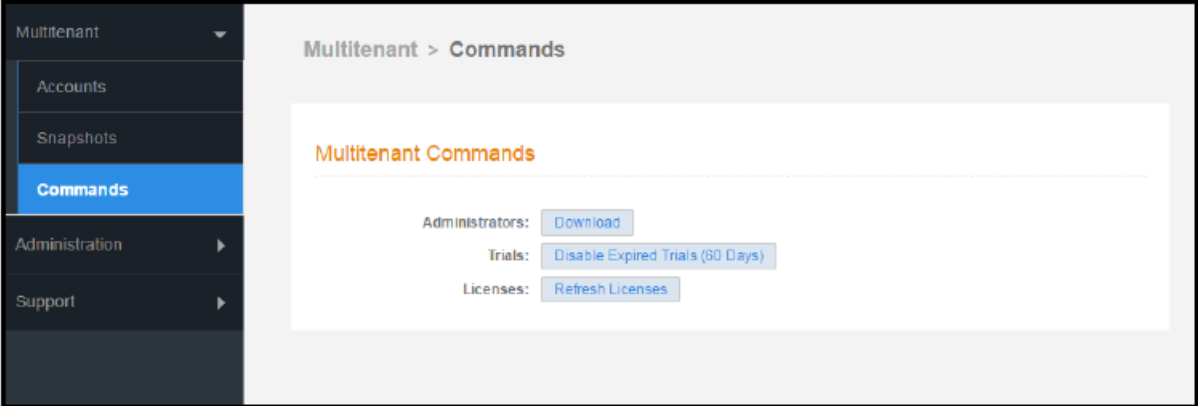 Multitenant
Accounts
Snapshots
Commands
Administration
Support
Multitenant > Commands
Multitenant Commands
Administrators: Download
Trials: Disable Expired Trials (60 Days)
Licenses: Refresh Licenses